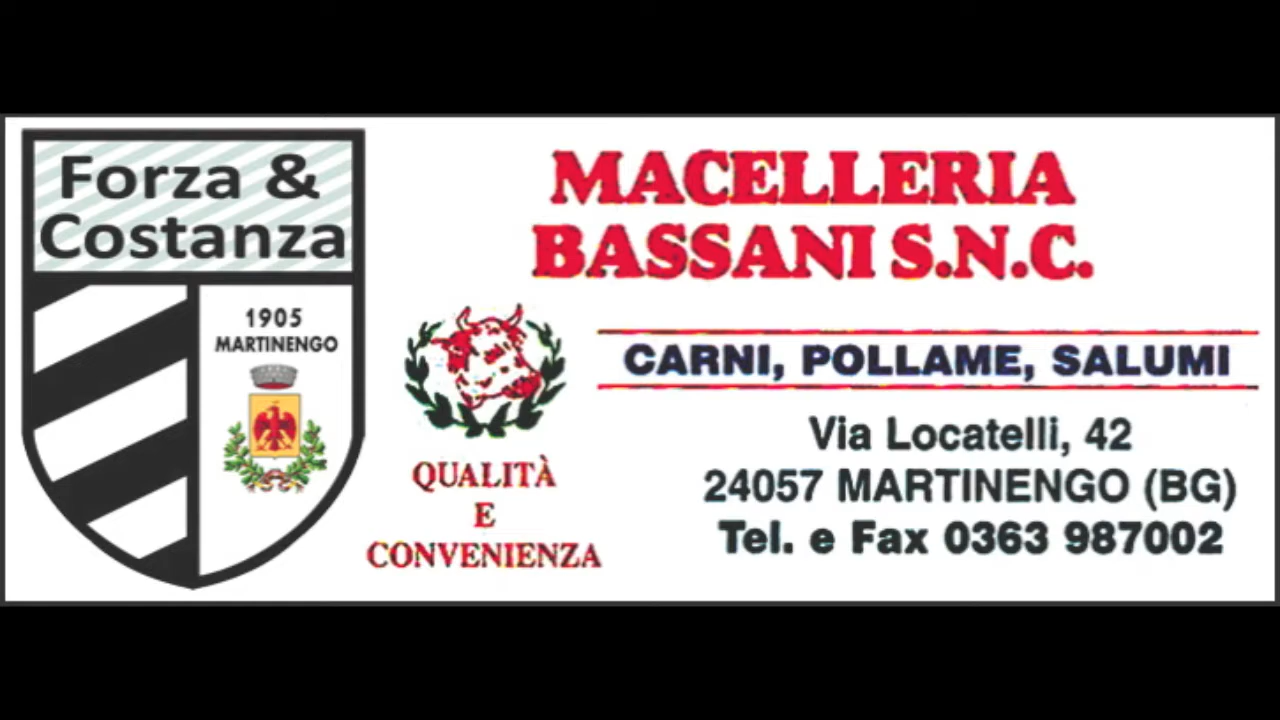 Forza &
Costanza
1905
MARTINENGO
MACELLERIA
BASSANI S.N.C.
CARNI, POLLAME, SALUMI
QUALITÀ
E
CONVENIENZA
Via Locatelli, 42
24057 MARTINENGO (BG)
Tel. e Fax 0363 987002